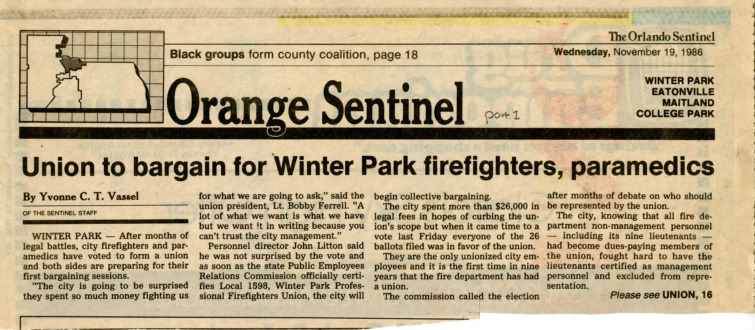 The Orlando Sentinel
Black groups form county coalition, page 18
Wednesday, November 19, 1986
Orange Sentinel
part 1
WINTER PARK
EATONVILLE
MAITLAND
COLLEGE PARK
Union to bargain for Winter Park firefighters, paramedics
By Yvonne C. T. Vassel
OF THE SENTINEL STAFF
WINTER PARK — After months of
legal battles, city firefighters and par-
amedics have voted to form a union
and both sides are preparing for their
first bargaining sessions.
"The city is going to be surprised
they spent so much money fighting us
for what we are going to ask," said the
union president, Lt. Bobby Ferrell. "A
lot of what we want is what we have
but we want it in writing because you
can't trust the city management."
Personnel director John Litton said
he was not surprised by the vote and
as soon as the state Public Employees
Relations Commission officially certi-
fies Local 1598, Winter Park Profes-
sional Firefighters Union, the city will
begin collective bargaining.
The city spent more than $26,000 in
legal fees in hopes of curbing the un-
ion's scope but when it came time to a
vote last Friday everyone of the 26
ballots filed was in favor of the union.
They are the only unionized city em-
ployees and it is the first time in nine
years that the fire department has had
a union.
The commission called the election
after months of debate on who should
be represented by the union.
The city, knowing that all fire de-
partment non-management personnel
— including its nine lieutenants —
had become dues-paying members of
the union, fought hard to have the
lieutenants certified as management
personnel and excluded from repre-
sentation.
Please see UNION, 16